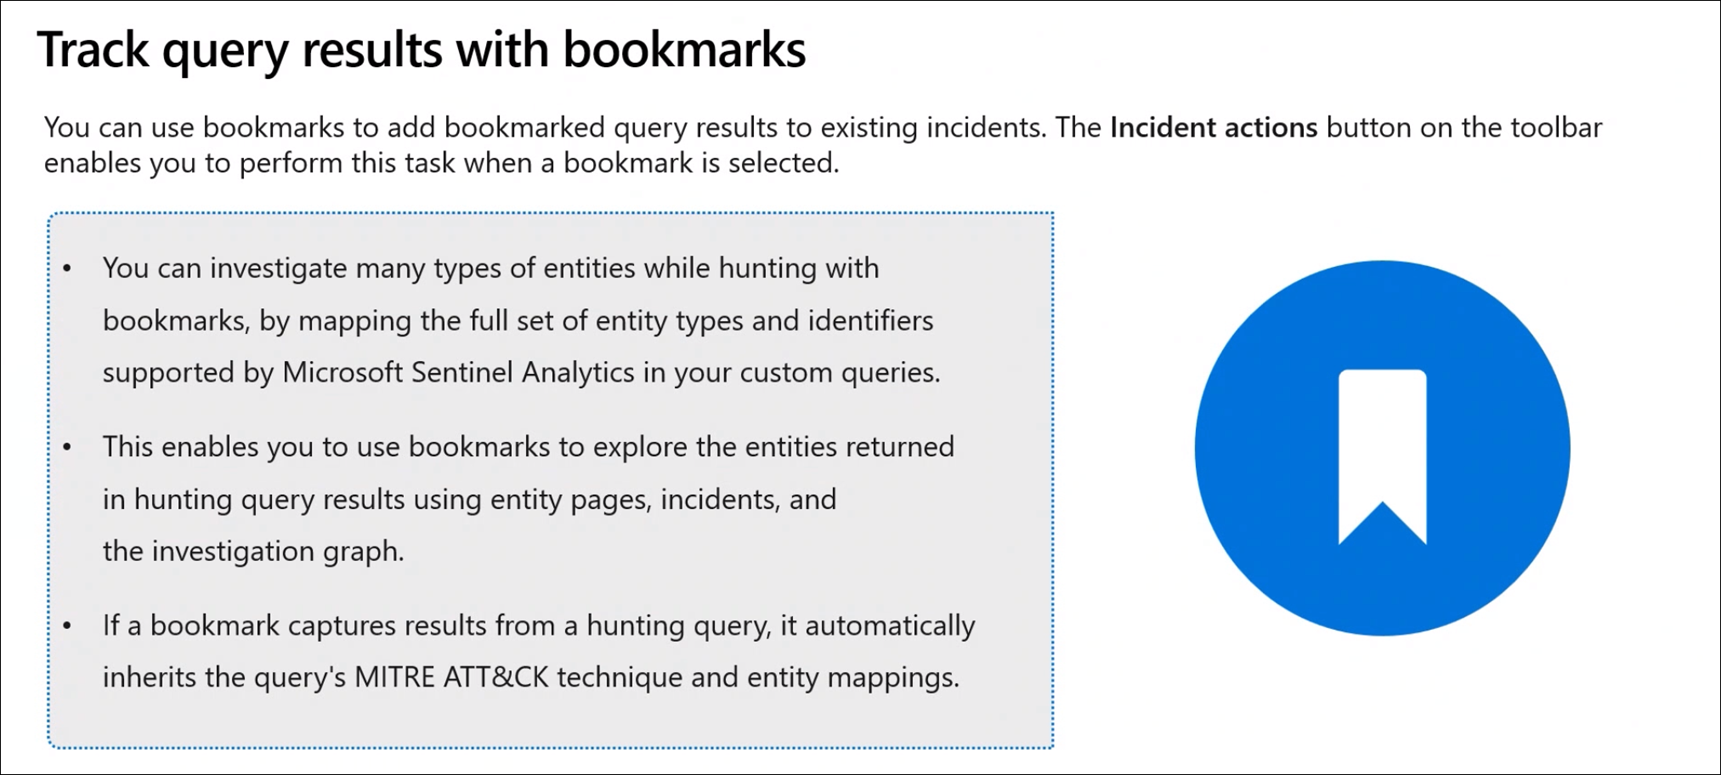 Track query results with bookmarks
You can use bookmarks to add bookmarked query results to existing incidents. The Incident actions button on the toolbar
enables you to perform this task when a bookmark is selected.
• You can investigate many types of entities while hunting with
bookmarks, by mapping the full set of entity types and identifiers
supported by Microsoft Sentinel Analytics in your custom queries.
• This enables you to use bookmarks to explore the entities returned
in hunting query results using entity pages, incidents, and
the investigation graph.
• If a bookmark captures results from a hunting query, it automatically
inherits the query's MITRE ATT&CK technique and entity mappings.